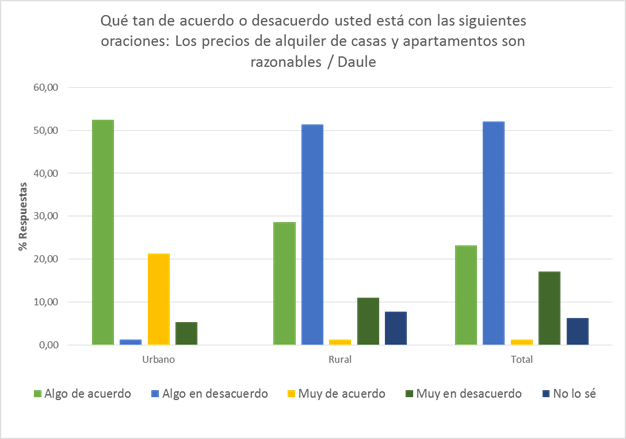 Qué tan de acuerdo o desacuerdo usted está con las siguientes
oraciones: Los precios de alquiler de casas y apartamentos son
razonables / Daule
60,00
50,00
40,00
30,00
20,00
10,00
0,00
% Respuestas
Urbano Rural Total
Algo de acuerdo Algo en desacuerdo Muy de acuerdo Muy en desacuerdo No lo sé